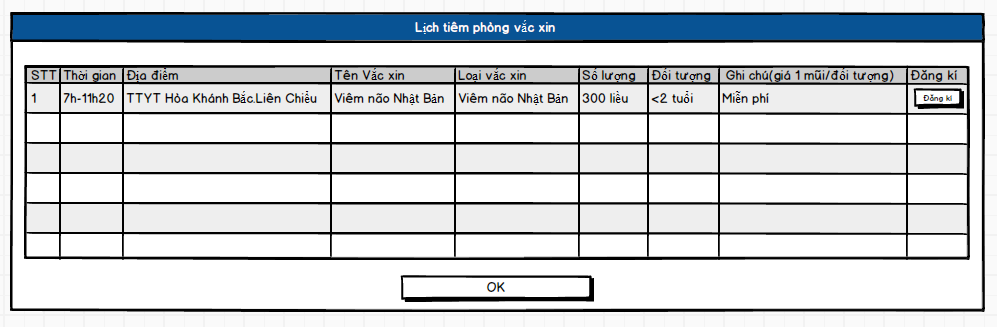 Lịch tiêm phòng vắc xin
STT Thời gian Địa điểm Tên Vắc xin Loại vắc xin Số lượng Đối tượng Ghi chú(giá 1 mũi/đối tượng) Đăng kí
1 7h-11h20 TTYT Hòa Khánh Bắc.Liên Chiểu Viêm não Nhật Bản Viêm não Nhật Bản 300 liều <2 tuổi Miễn phí Đăng kí
OK